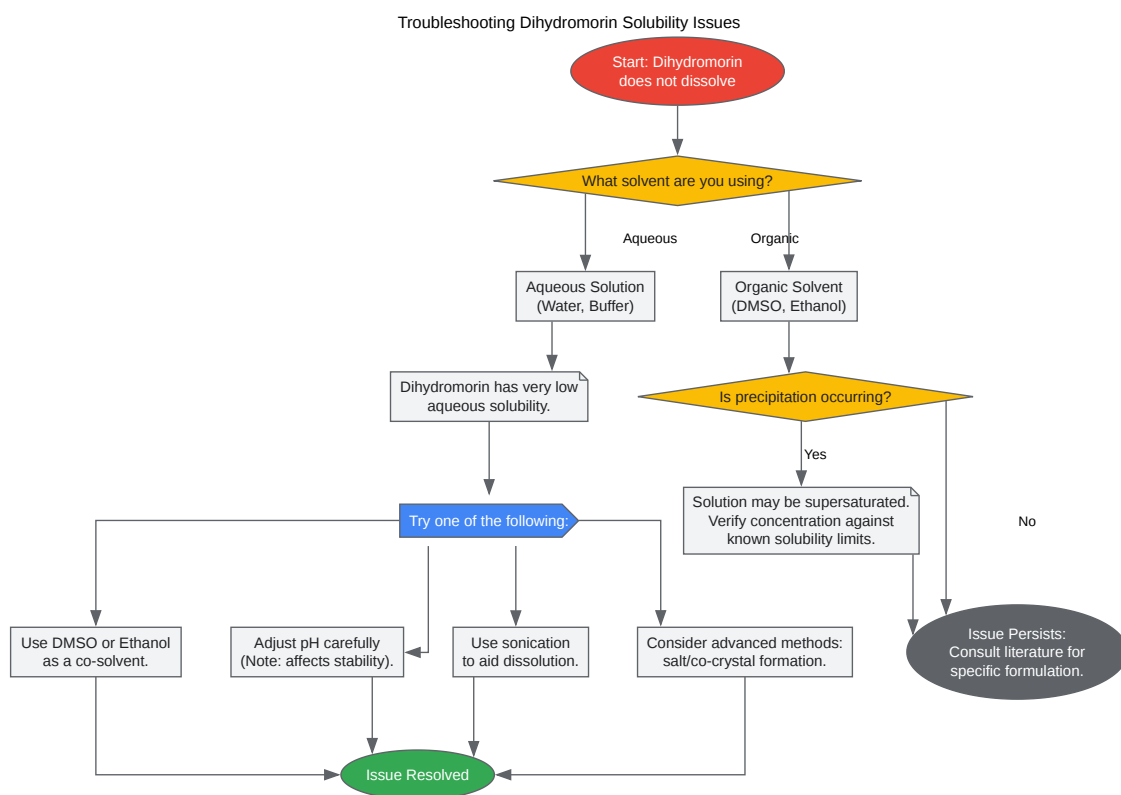 Troubleshooting Dihydromorin Solubility Issues
Start: Dihydromorin
does not dissolve
What solvent are you using?
Aqueous
Organic
Aqueous Solution
(Water, Buffer)
Organic Solvent
(DMSO, Ethanol)
Dihydromorin has very low
aqueous solubility.
Is precipitation occurring?
Yes
Solution may be supersaturated.
Verify concentration against
known solubility limits.
No
Try one of the following:
Use DMSO or Ethanol
as a co-solvent.
Adjust pH carefully
(Note: affects stability).
Use sonication
to aid dissolution.
Consider advanced methods:
salt/co-crystal formation.
Issue Persists:
Consult literature for
specific formulation.
Issue Resolved